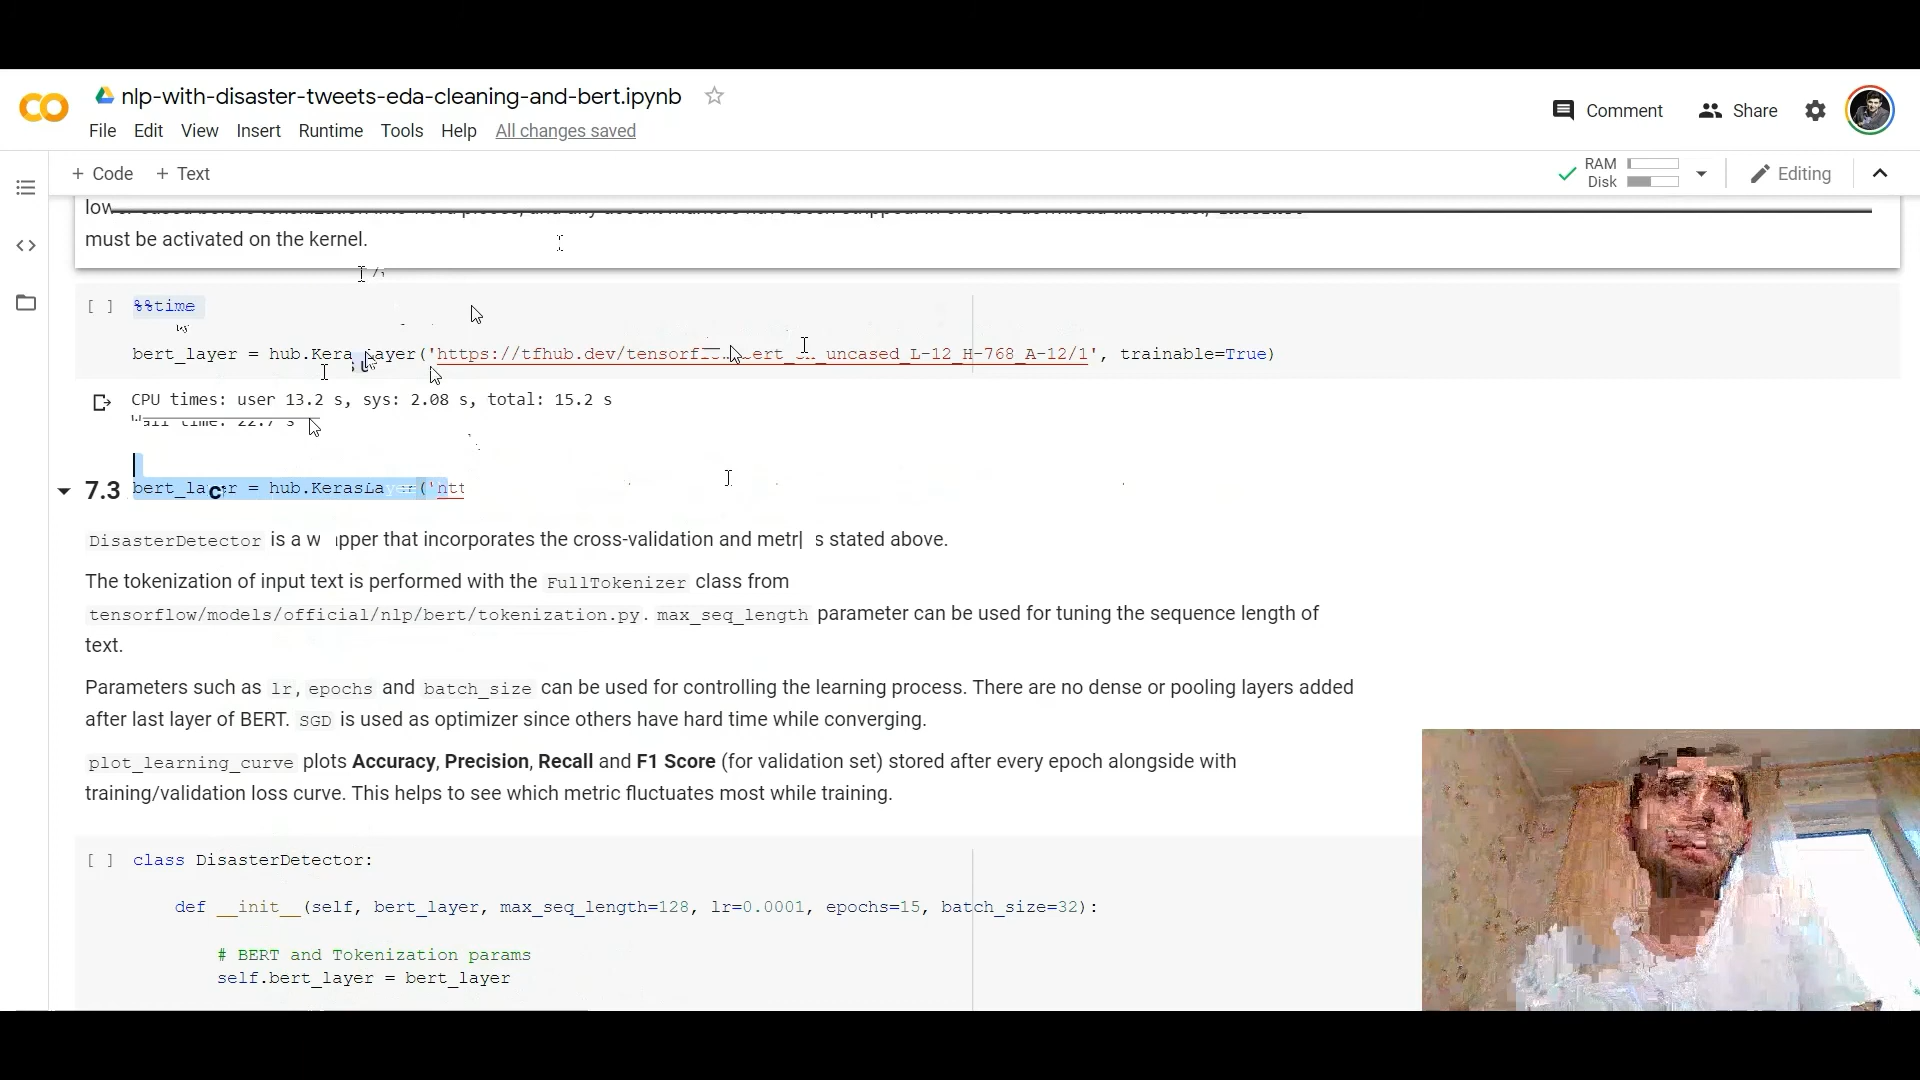 nlp-with-disaster-tweets-eda-cleaning-and-bert.ipynb
Comment
Share
File Edit View Insert Runtime Tools Help All changes saved
+ Code + Text
RAM
Disk
Editing
must be activated on the kernel.
[ ] %%time
bert_layer = hub. ('https://tfhub.dev/ uncased_L-12_H-768_A-12/1', trainable=True)
CPU times: user 13.2 s, sys: 2.08 s, total: 15.2 s
7.3
DisasterDetector is a that incorporates the cross-validation and stated above.
The tokenization of input text is performed with the FullTokenizer class from
tensorflow/models/official/nlp/bert/tokenization.py. max_seq_length parameter can be used for tuning the sequence length of
text.
Parameters such as lr, epochs and batch_size can be used for controlling the learning process. There are no dense or pooling layers added
after last layer of BERT. SGD is used as optimizer since others have hard time while converging.
plot_learning_curve plots Accuracy, Precision, Recall and F1 Score (for validation set) stored after every epoch alongside with
training/validation loss curve. This helps to see which metric fluctuates most while training.
[ ] class DisasterDetector:
def __init__(self, bert_layer, max_seq_length=128, lr=0.0001, epochs=15, batch_size=32):
# BERT and Tokenization params
self.bert_layer = bert_layer